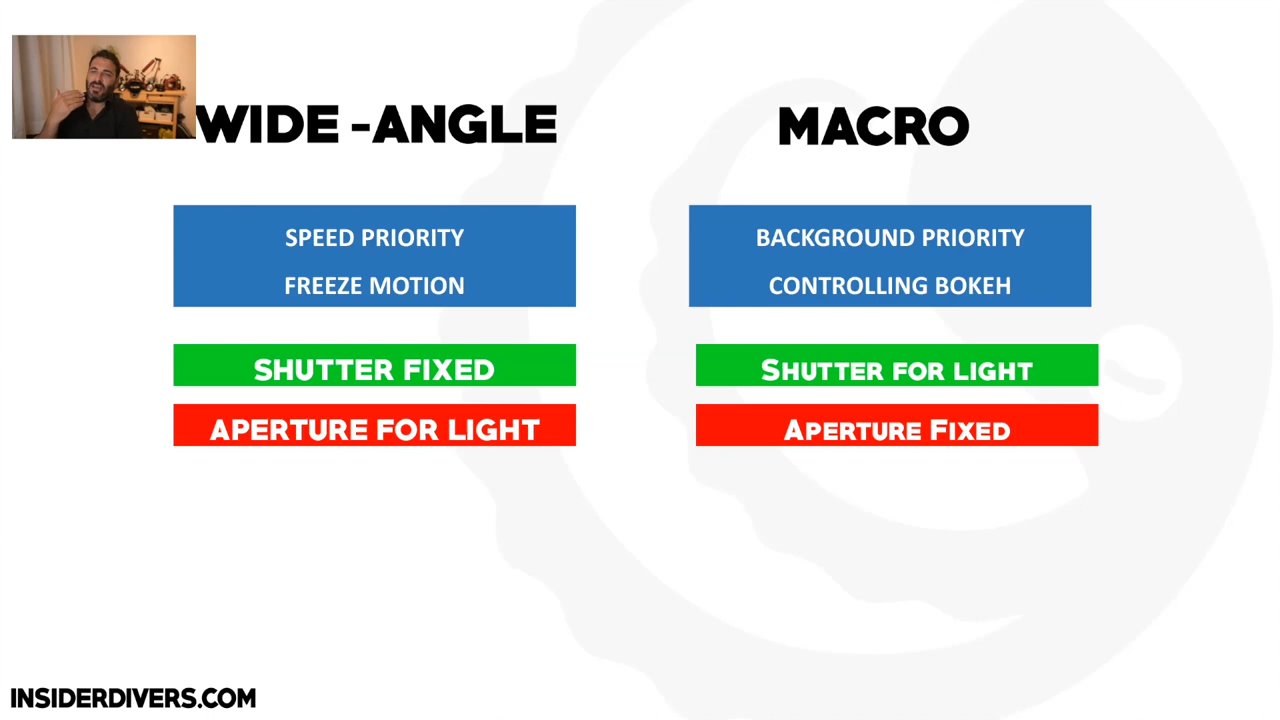 WIDE -ANGLE
SPEED PRIORITY
FREEZE MOTION
SHUTTER FIXED
APERTURE FOR LIGHT
MACRO
BACKGROUND PRIORITY
CONTROLLING BOKEH
SHUTTER FOR LIGHT
APERTURE FIXED
INSIDERDIVERS.COM